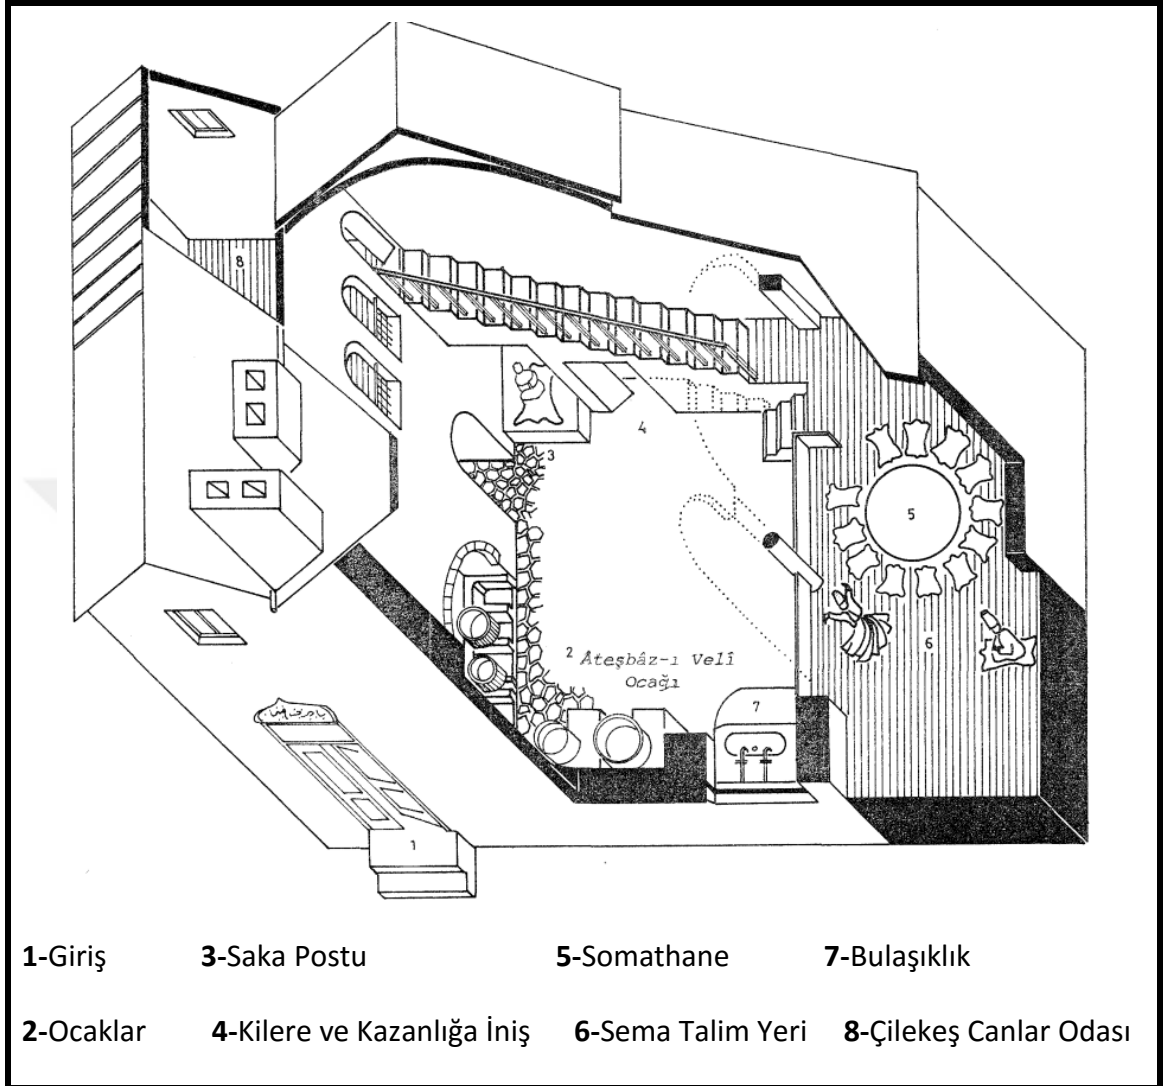 8
4
3
5
6
2 Âteşbâz-ı Velî
Ocağı
7
1
1-Giriş 3-Saka Postu 5-Somathane 7-Bulaşıklık
2-Ocaklar 4-Kilere ve Kazanlığa İniş 6-Sema Talim Yeri 8-Çilekeş Canlar Odası